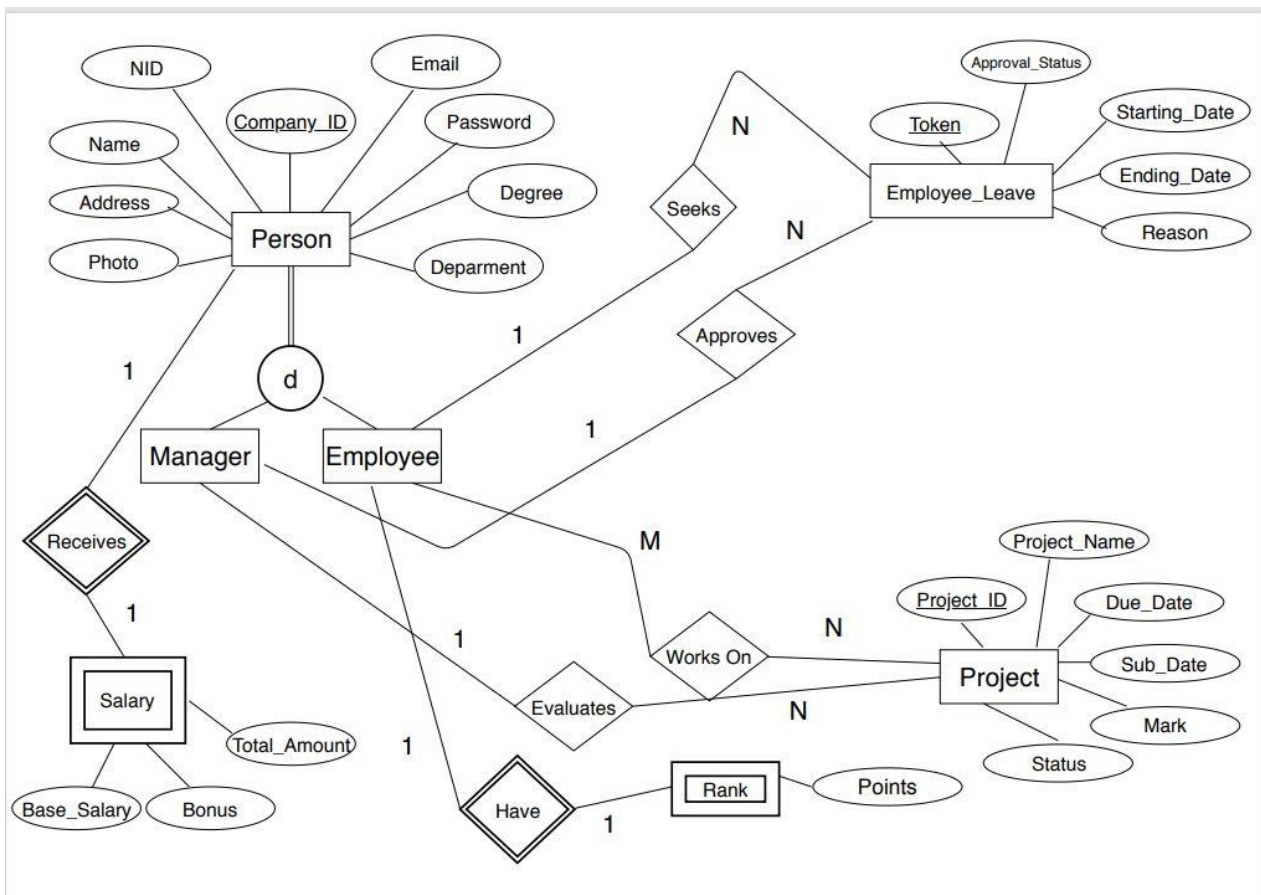 NID
Email
Approval_Status
Company_ID
Password
Token
Starting_Date
Name
N
Degree
Ending_Date
Employee_Leave
Address
Seeks
Reason
Person
N
Photo
Deparment
1
Approves
1
d
1
Manager
Employee
Receives
M
Project_Name
Project_ID
Due_Date
1
1
N
Works On
Sub_Date
Project
Salary
Evaluates
N
Mark
Total_Amount
1
Status
Base_Salary
Bonus
Have
Rank
Points
1